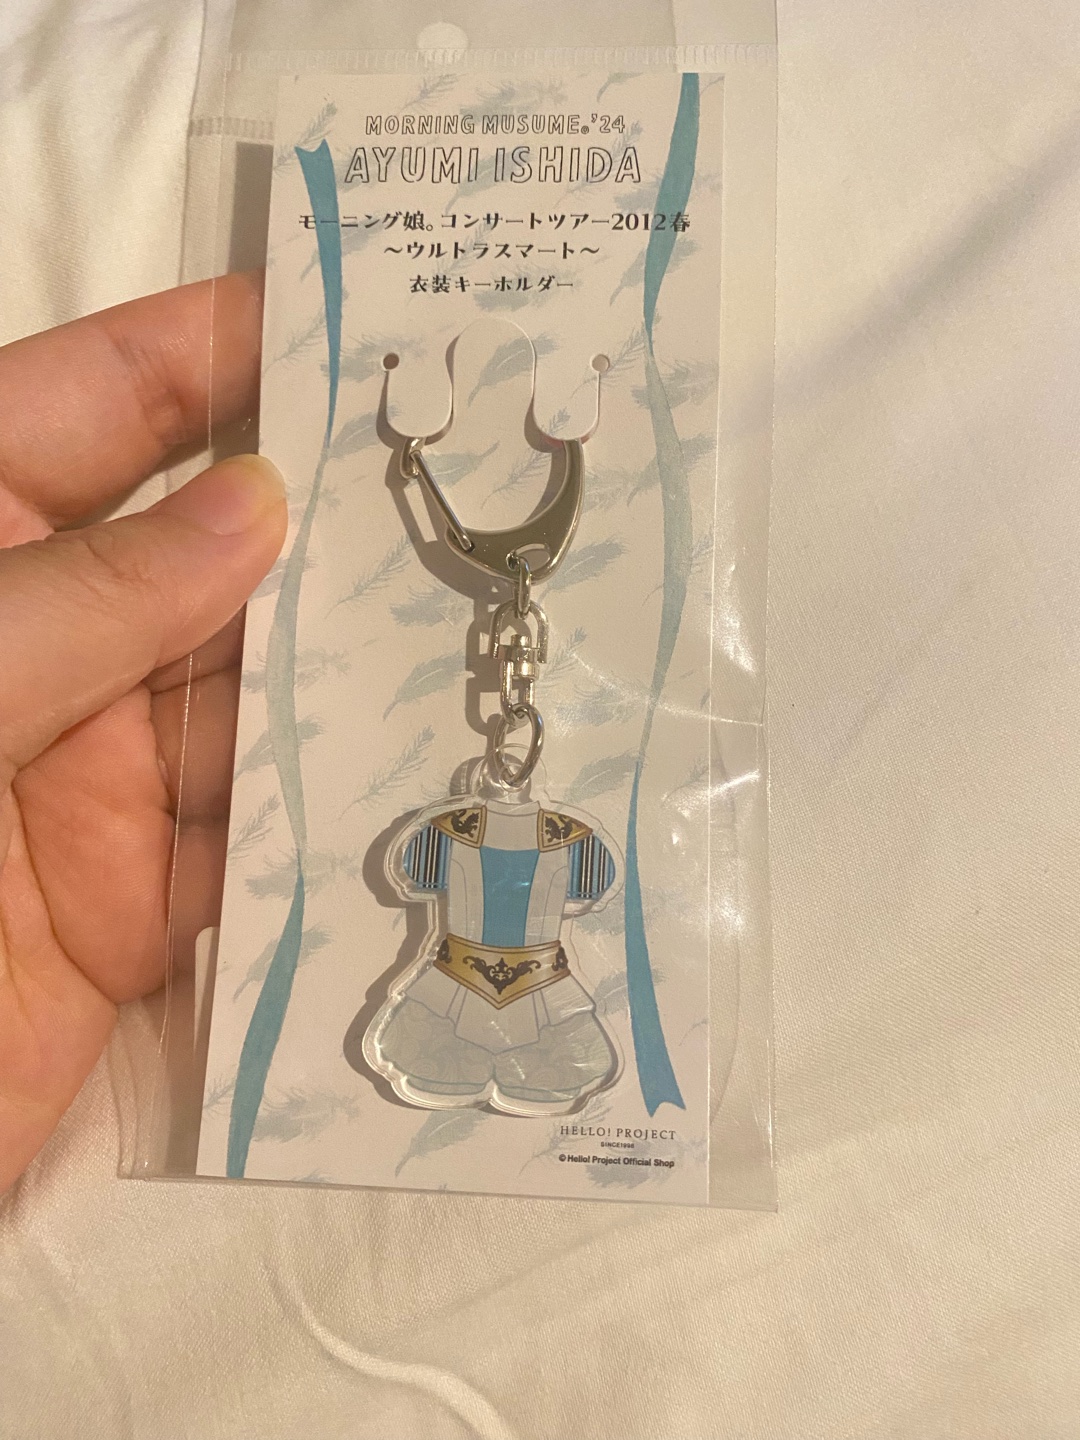 MORNING MUSUME。'24
AYUMI ISHIDA
モーニング娘。コンサートツアー2012春
〜ウルトラスマート〜
衣装キーホルダー
HELLO! PROJECT
SINCE1998
©Hello! Project Official Shop